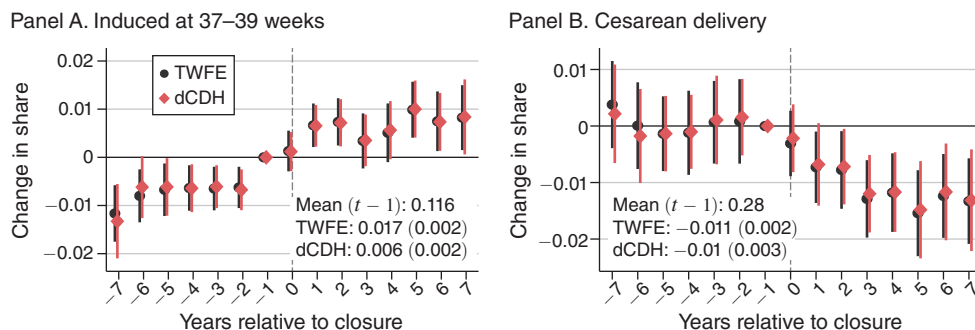 Panel A. Induced at 37–39 weeks
Change in share
0.02
0.01
0
−0.01
−0.02
TWFE
dCDH
Mean (t − 1): 0.116
TWFE: 0.017 (0.002)
dCDH: 0.006 (0.002)
−7 −6 −5 −4 −3 −2 −1 0 1 2 3 4 5 6 7
Years relative to closure
Panel B. Cesarean delivery
Change in share
0.01
0
−0.01
−0.02
Mean (t − 1): 0.28
TWFE: −0.011 (0.002)
dCDH: −0.01 (0.003)
−7 −6 −5 −4 −3 −2 −1 0 1 2 3 4 5 6 7
Years relative to closure